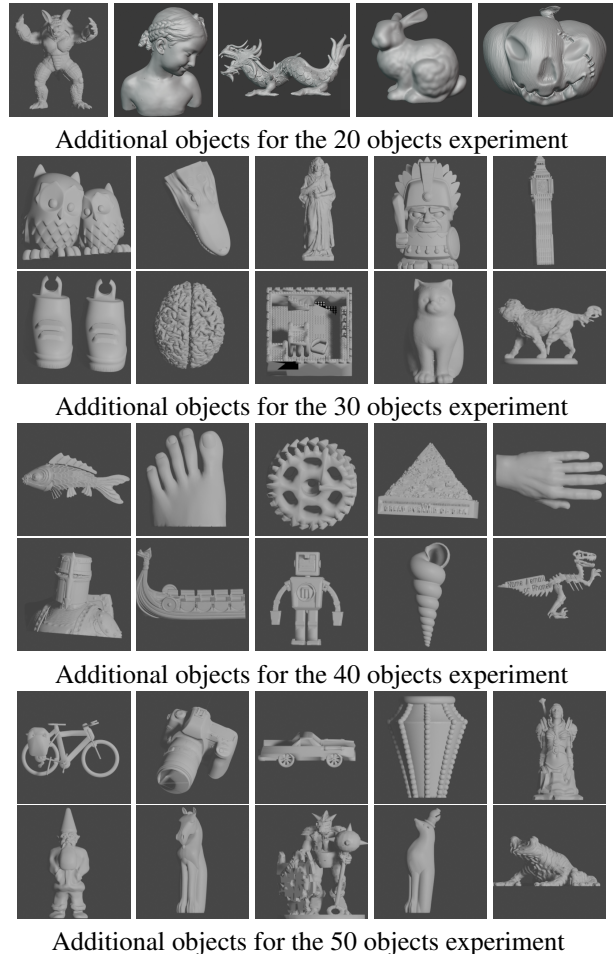 Additional objects for the 20 objects experiment
Additional objects for the 30 objects experiment
Additional objects for the 40 objects experiment
Additional objects for the 50 objects experiment